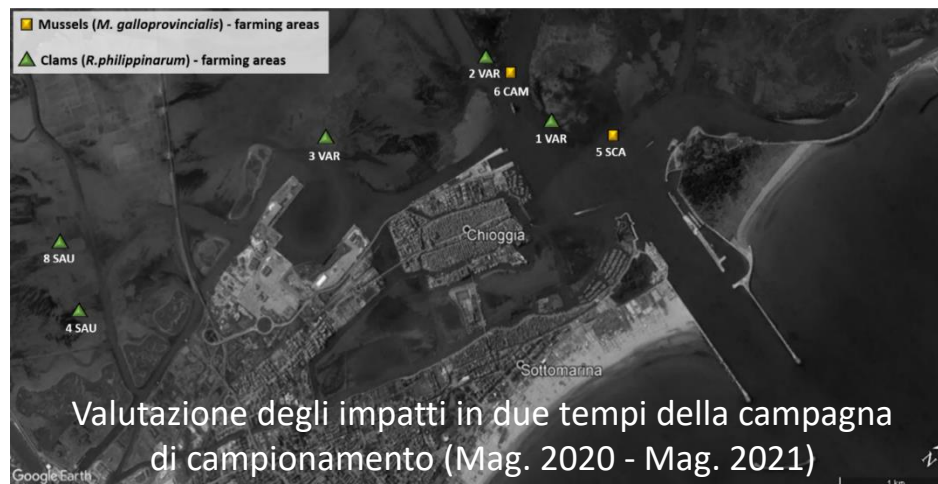 Mussels (M. galloprovincialis) - farming areas
Clams (R.philippinarum) - farming areas
2 VAR
6 CAM
1 VAR
5 SCA
3 VAR
Chioggia
8 SAU
4 SAU
Sottomarina
Valutazione degli impatti in due tempi della campagna
di campionamento (Mag. 2020 - Mag. 2021)
Google Earth
N
1 km